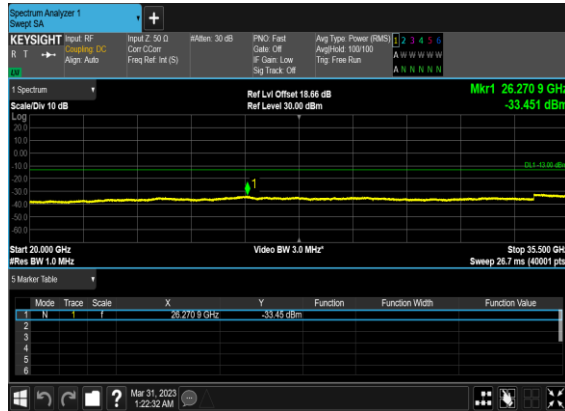 Spectrum Analyzer 1
Swept SA
KEYSIGHT Input: RF Input Z: 50 Ω #Atten: 30 dB PNO: Fast Avg Type: Power (RMS) 1 2 3 4 5 6
R T Coupling: DC Corr CCorr Gate: Off Avg|Hold: 100/100 A W W W W W
Align: Auto Freq Ref: Int (S) IF Gain: Low Trig: Free Run
LW Sig Track: Off A N N N N N
1 Spectrum Ref Lvl Offset 18.66 dB Mkr1 26.270 9 GHz
Scale/Div 10 dB Ref Level 30.00 dBm -33.451 dBm
Log
20.0
10.0
0.00
-10.0 DL1 -13.00 dBm
-20.0
-30.0 1
-40.0
-50.0
-60.0
Start 20.000 GHz Video BW 3.0 MHz* Stop 35.500 GHz
#Res BW 1.0 MHz Sweep 26.7 ms (40001 pts)
5 Marker Table
Mode Trace Scale X Y Function Function Width Function Value
1 N 1 f 26.270 9 GHz -33.45 dBm
2
3
4
5
6
? Mar 31, 2023
1:22:32 AM